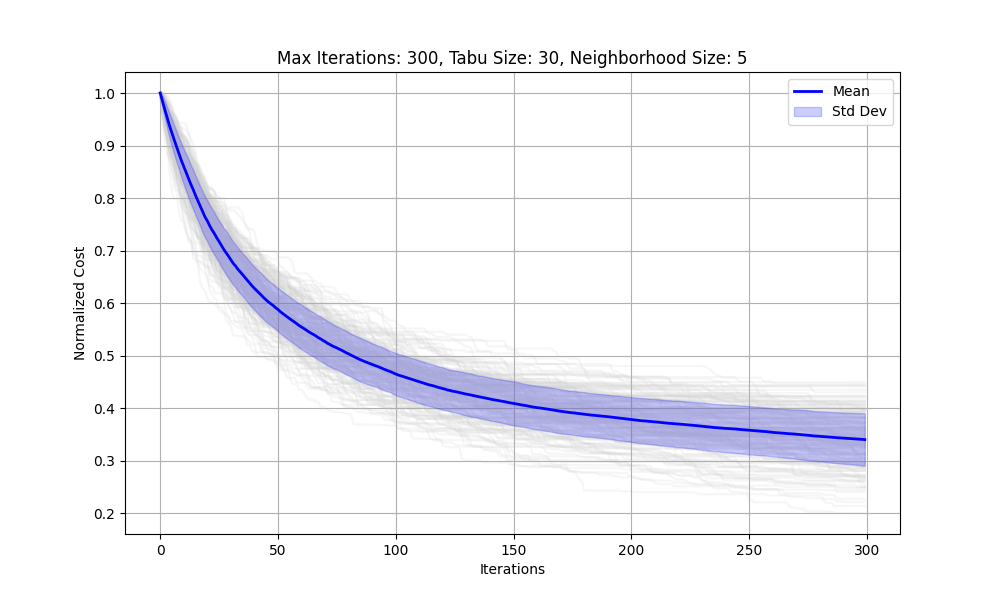 Max Iterations: 300, Tabu Size: 30, Neighborhood Size: 5
Mean
Std Dev
Normalized Cost
1.0
0.9
0.8
0.7
0.6
0.5
0.4
0.3
0.2
0 50 100 150 200 250 300
Iterations